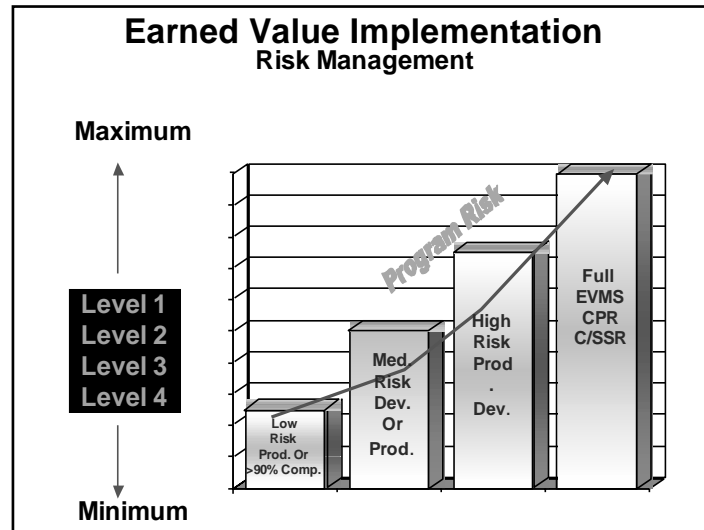 Earned Value Implementation
Risk Management
Maximum
Level 1
Level 2
Level 3
Level 4
Minimum
Program Risk
Low
Risk
Prod. Or
>90% Comp.
Med
Risk
Dev.
Or
Prod.
High
Risk
Prod
.
Dev.
Full
EVMS
CPR
C/SSR